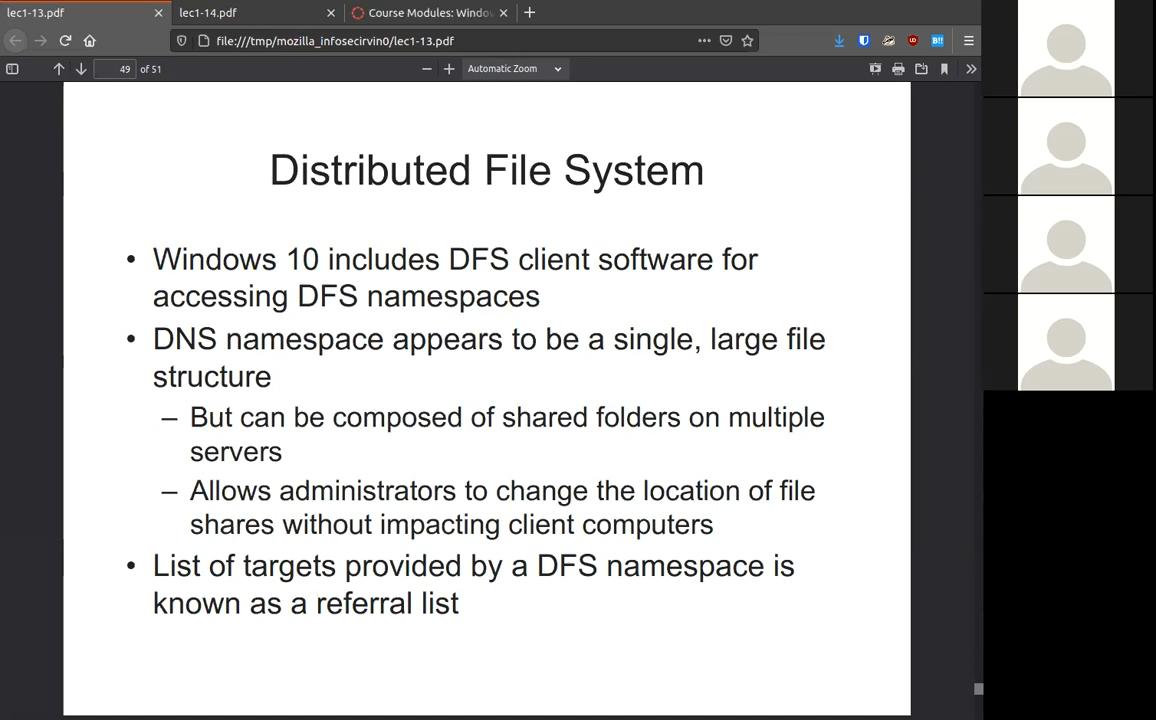 lec1-13.pdf
lec1-14.pdf
Course Modules: Windo
file:///tmp/mozilla_infosecirvin0/lec1-13.pdf
49 of 51
Automatic Zoom
Distributed File System
• Windows 10 includes DFS client software for
accessing DFS namespaces
• DNS namespace appears to be a single, large file
structure
– But can be composed of shared folders on multiple
servers
– Allows administrators to change the location of file
shares without impacting client computers
• List of targets provided by a DFS namespace is
known as a referral list